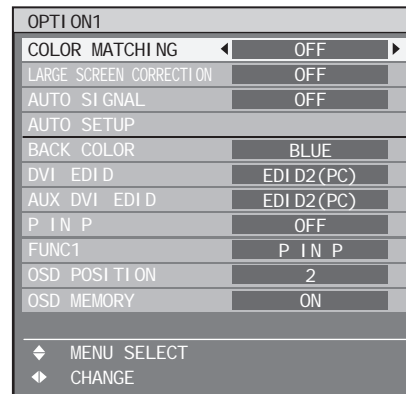 OPTION1
COLOR MATCHING OFF
LARGE SCREEN CORRECTION OFF
AUTO SIGNAL OFF
AUTO SETUP
BACK COLOR BLUE
DVI EDID EDID2(PC)
AUX DVI EDID EDID2(PC)
P IN P OFF
FUNC1 P IN P
OSD POSITION 2
OSD MEMORY ON
MENU SELECT
CHANGE